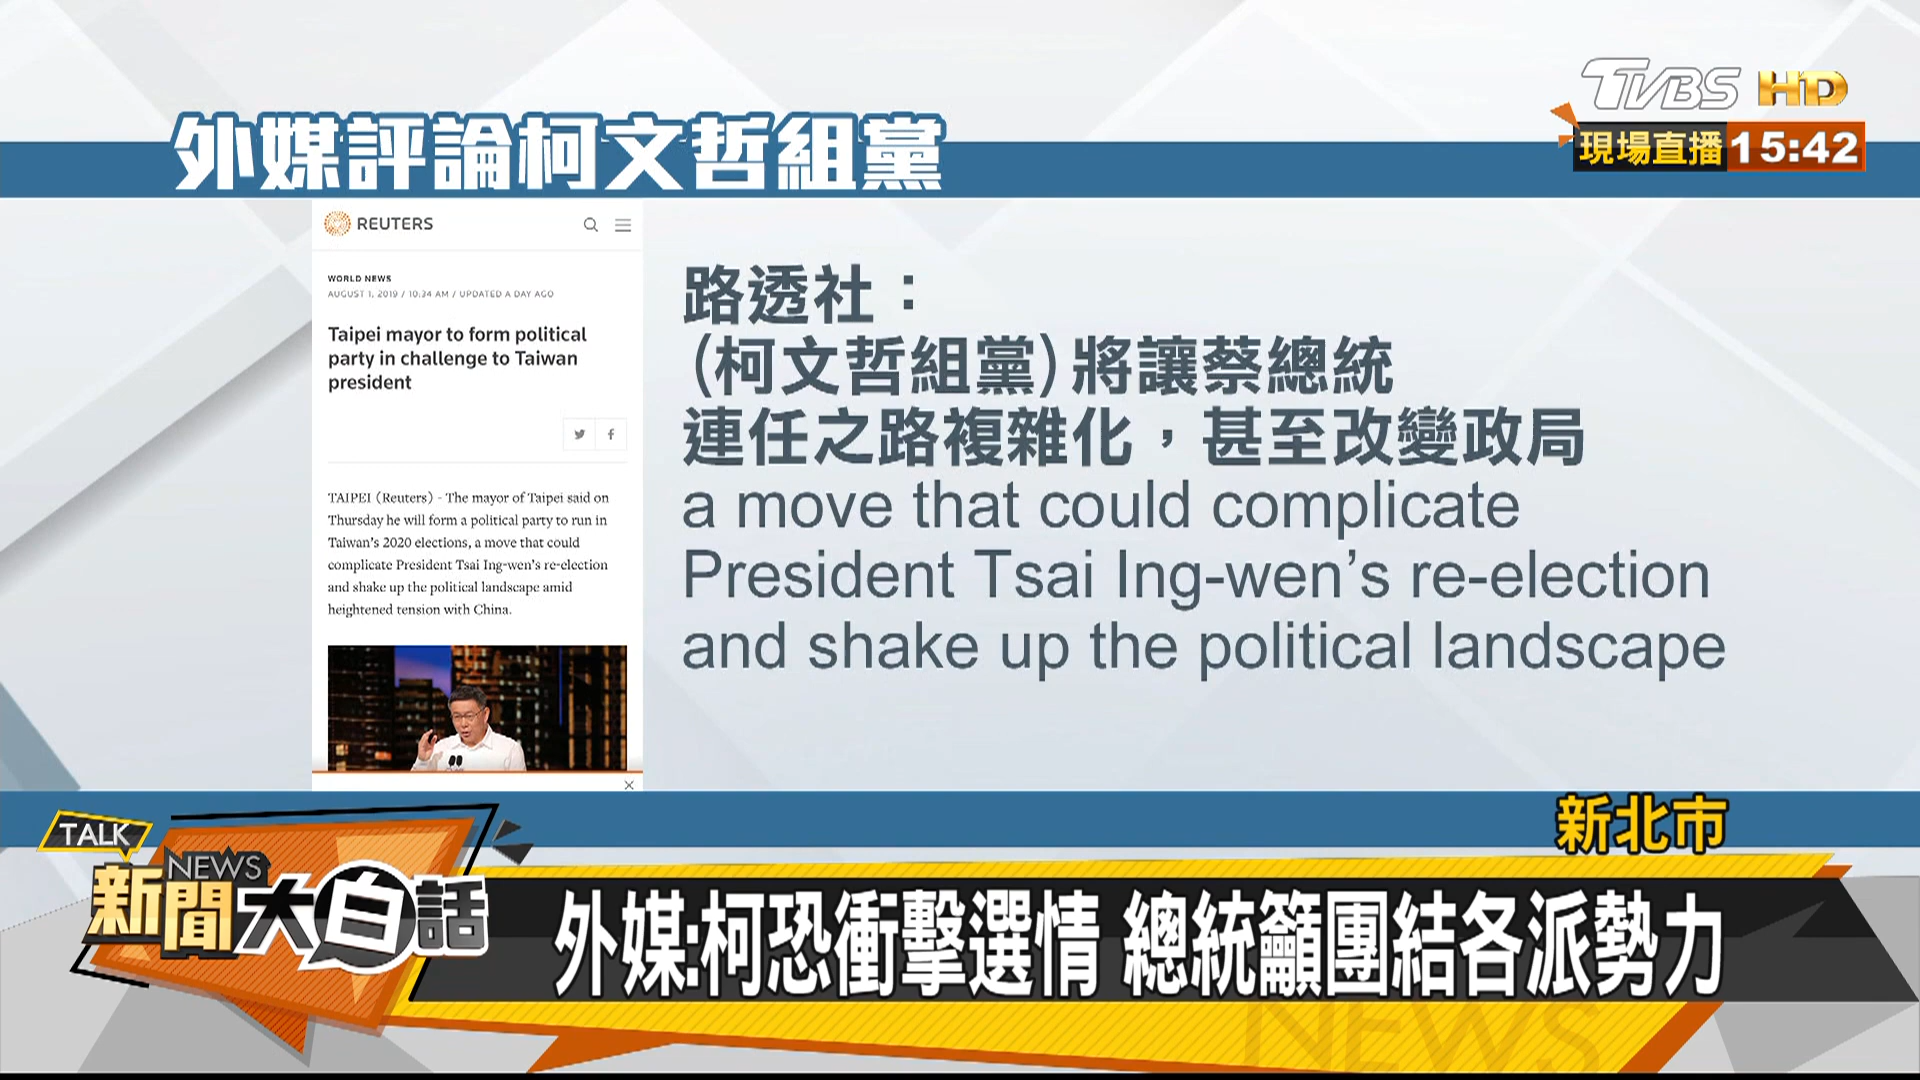 外媒評論柯文哲組黨
TVBS HD
現場直播 15:42
REUTERS
WORLD NEWS
AUGUST 1, 2019 / 10:34 AM / UPDATED A DAY AGO
Taipei mayor to form political
party in challenge to Taiwan
president
TAIPEI (Reuters) - The mayor of Taipei said on
Thursday he will form a political party to run in
Taiwan's 2020 elections, a move that could
complicate President Tsai Ing-wen's re-election
and shake up the political landscape amid
heightened tension with China.
路透社：
(柯文哲組黨)將讓蔡總統
連任之路複雜化，甚至改變政局
a move that could complicate
President Tsai Ing-wen’s re-election
and shake up the political landscape
新北市
TALK
NEWS
新聞大白話
外媒:柯恐衝擊選情 總統籲團結各派勢力
NEWS